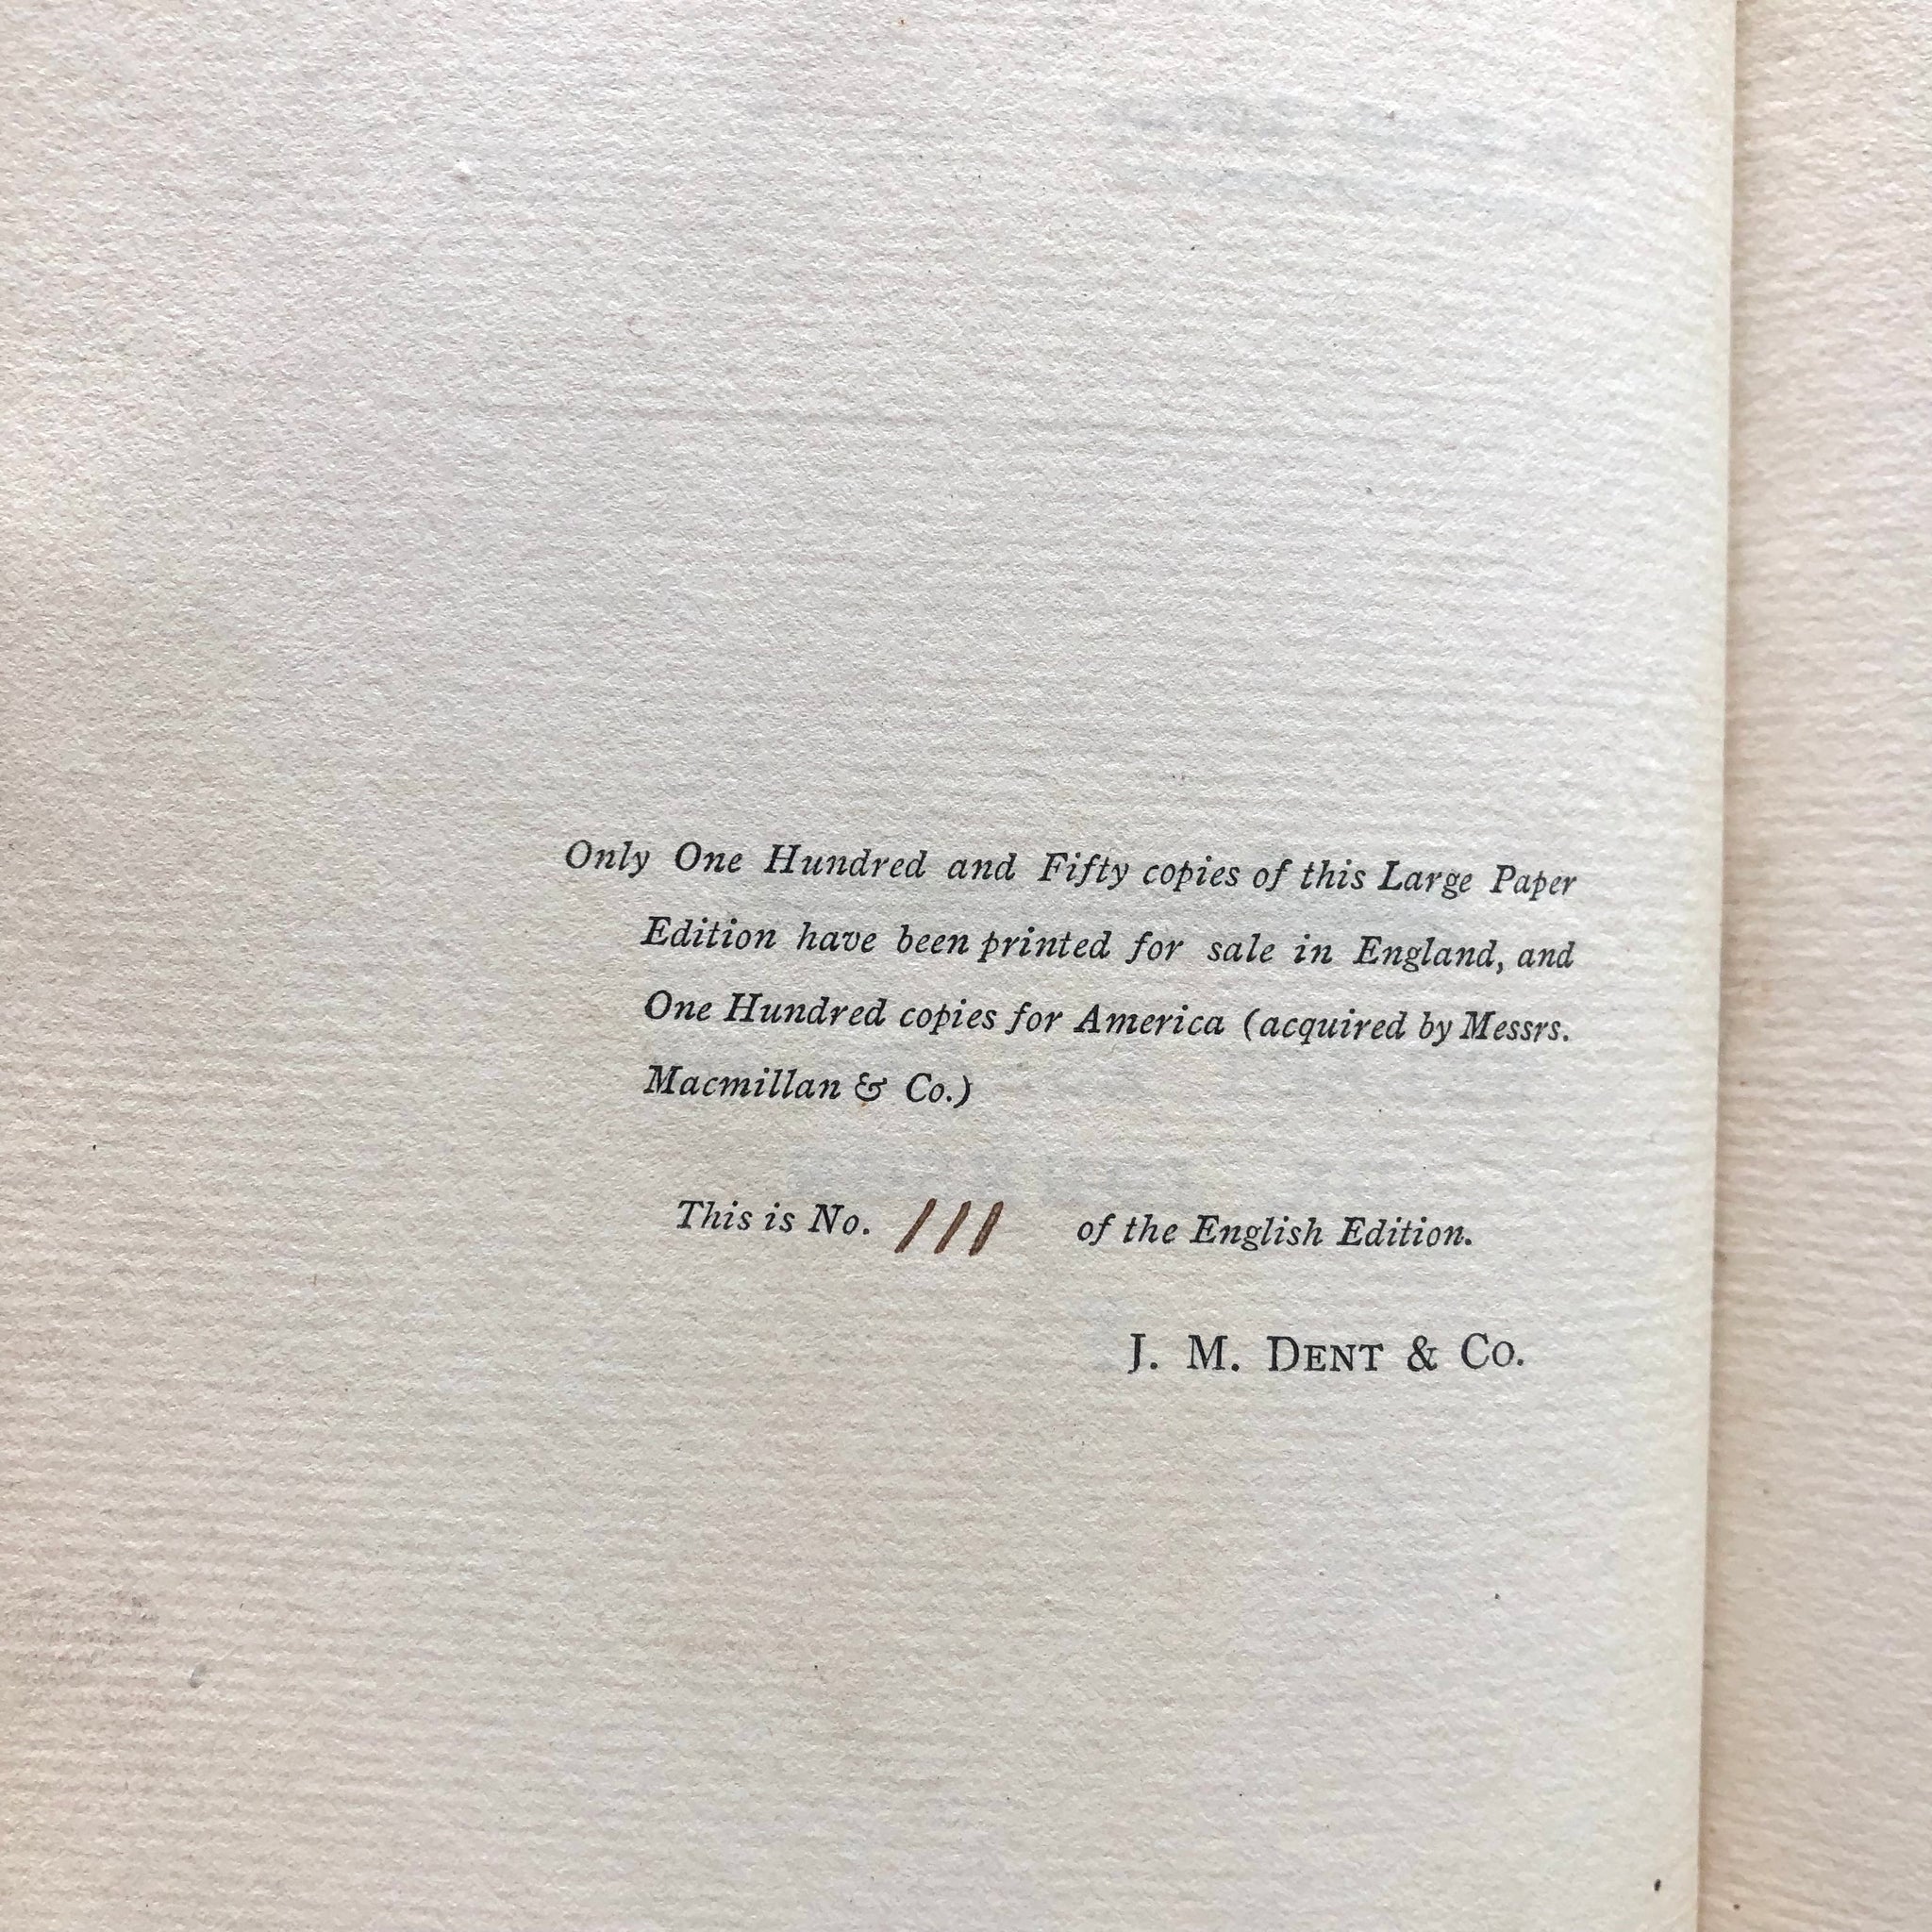 Only One Hundred and Fifty copies of this Large Paper
Edition have been printed for sale in England, and
One Hundred copies for America (acquired by Messrs.
Macmillan & Co.)
This is No. 111 of the English Edition.
J. M. DENT & CO.